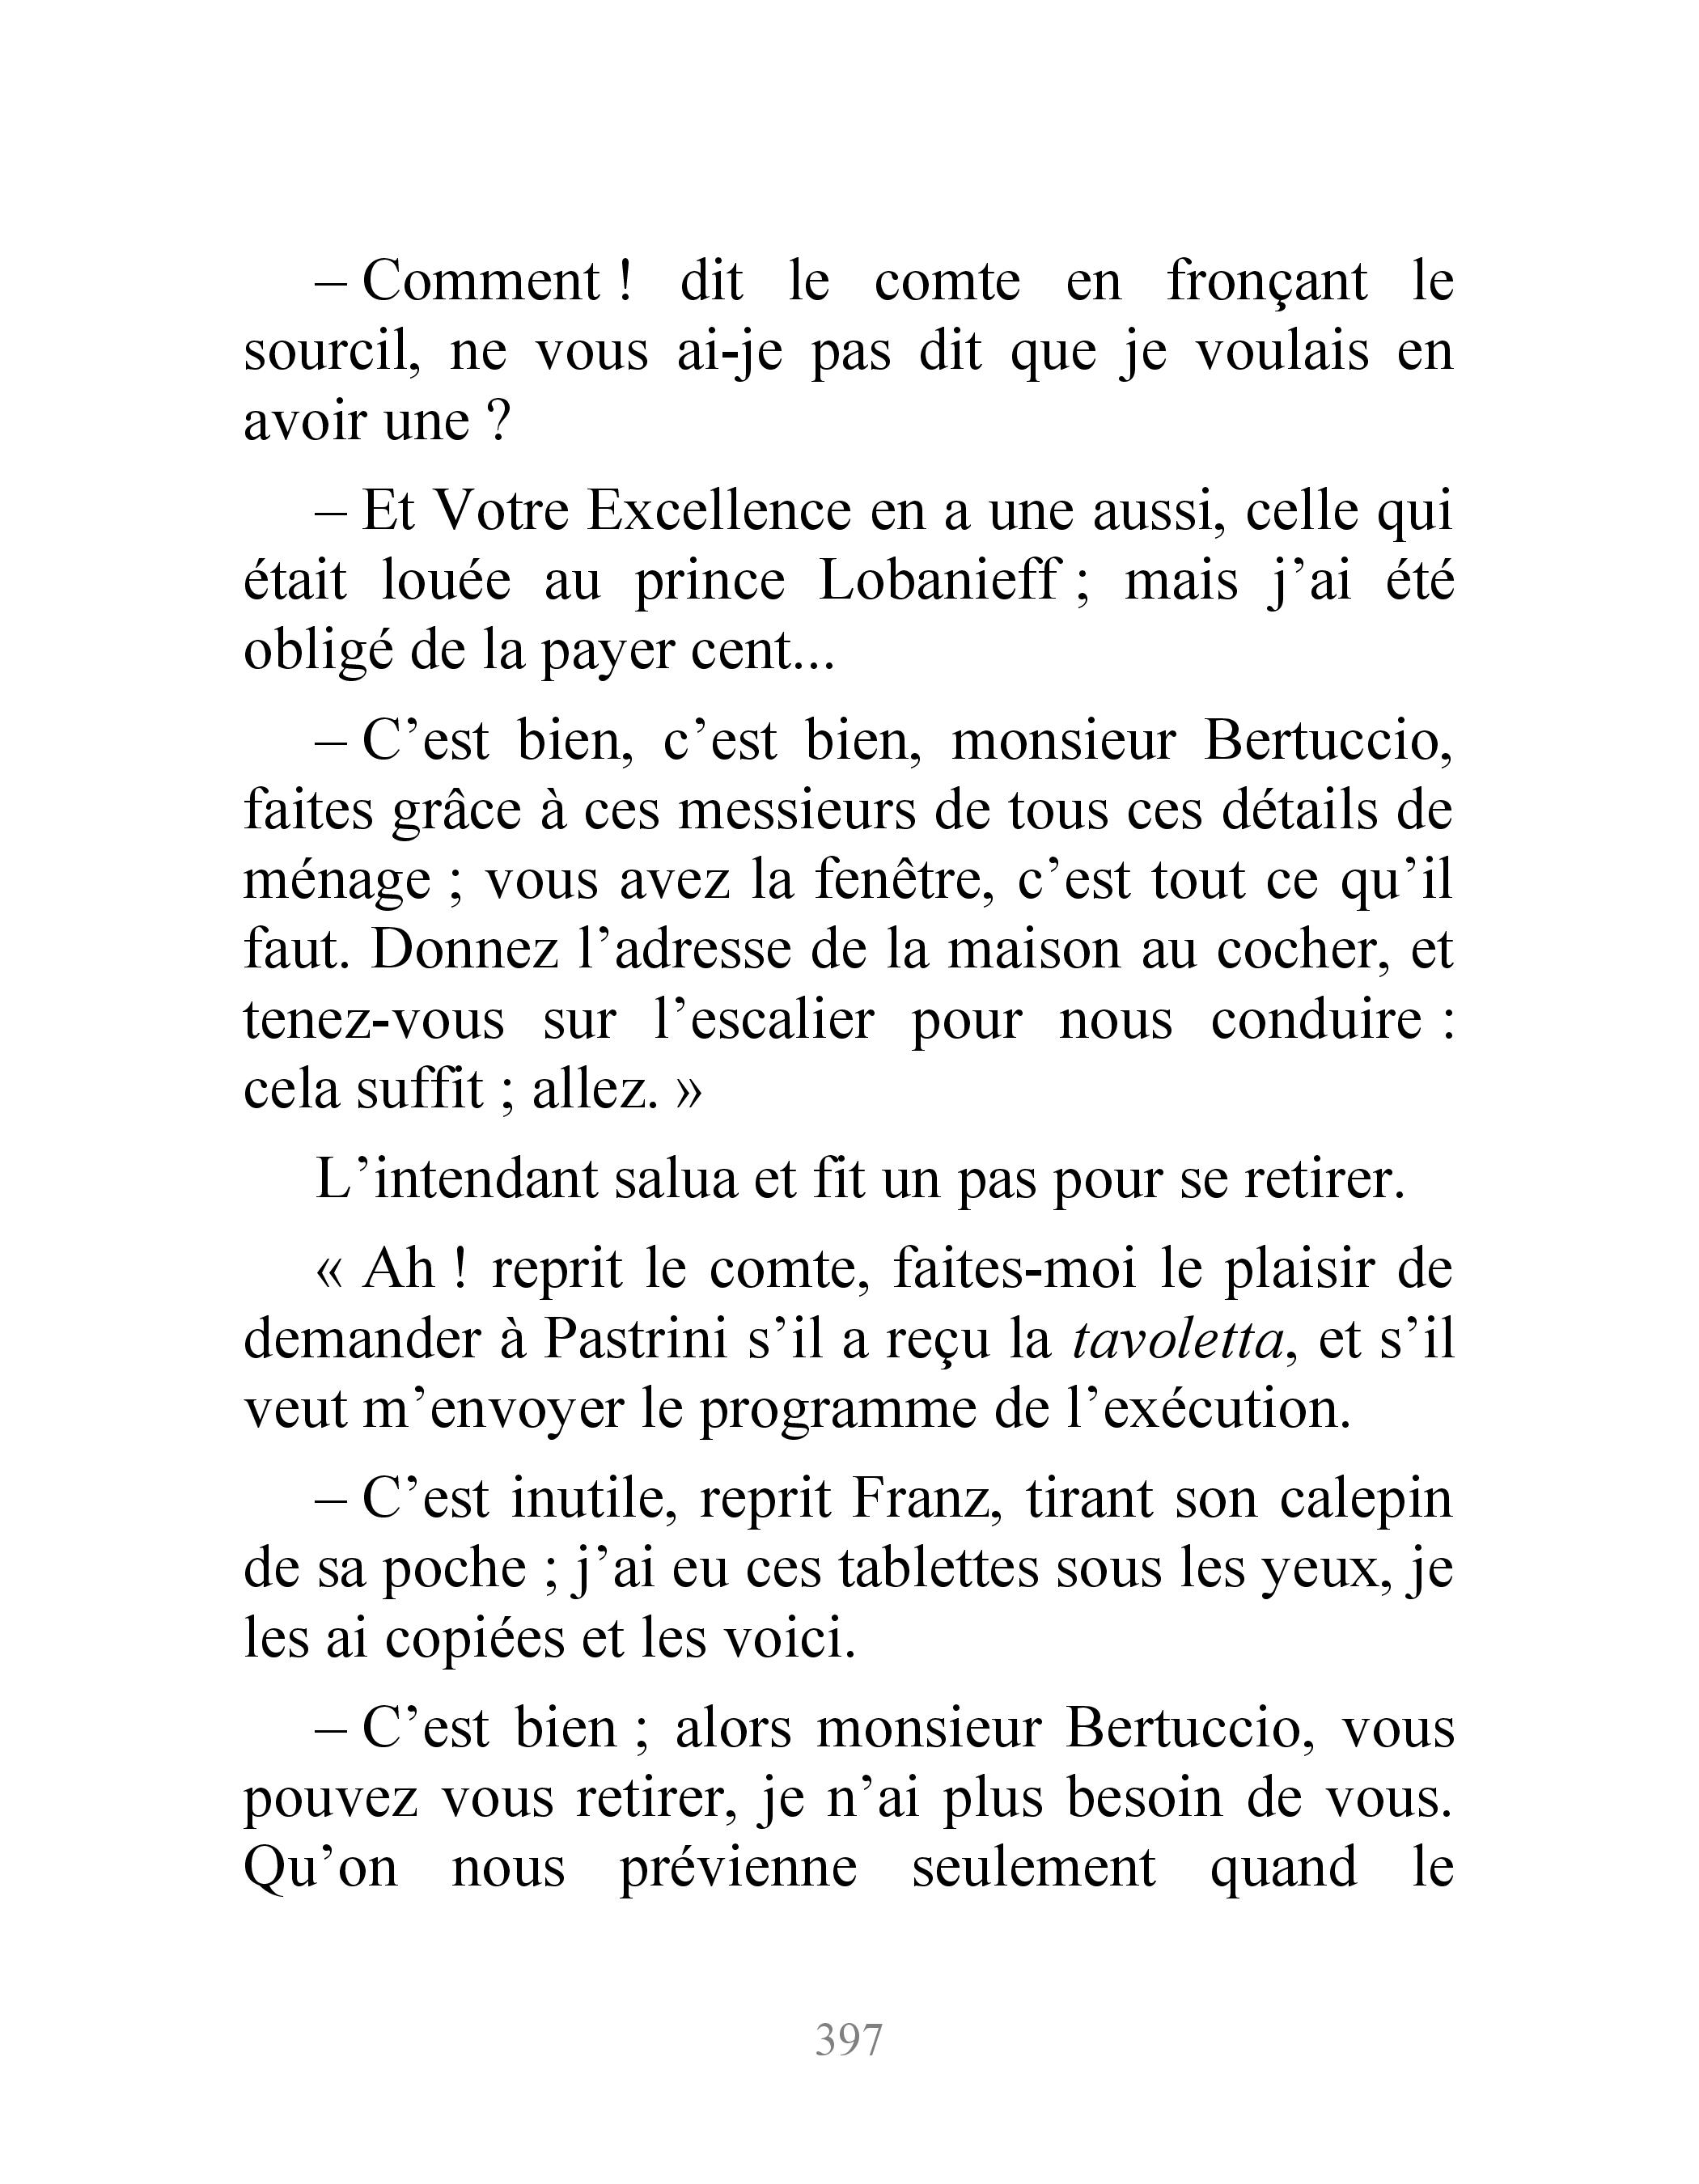 – Comment ! dit le comte en fronçant le
sourcil, ne vous ai-je pas dit que je voulais en
avoir une ?
– Et Votre Excellence en a une aussi, celle qui
était louée au prince Lobanieff ; mais j’ai été
obligé de la payer cent...
– C’est bien, c’est bien, monsieur Bertuccio,
faites grâce à ces messieurs de tous ces détails de
ménage ; vous avez la fenêtre, c’est tout ce qu’il
faut. Donnez l’adresse de la maison au cocher, et
tenez-vous sur l’escalier pour nous conduire :
cela suffit ; allez. »
L’intendant salua et fit un pas pour se retirer.
« Ah ! reprit le comte, faites-moi le plaisir de
demander à Pastrini s’il a reçu la tavoletta, et s’il
veut m’envoyer le programme de l’exécution.
– C’est inutile, reprit Franz, tirant son calepin
de sa poche ; j’ai eu ces tablettes sous les yeux, je
les ai copiées et les voici.
– C’est bien ; alors monsieur Bertuccio, vous
pouvez vous retirer, je n’ai plus besoin de vous.
Qu’on nous prévienne seulement quand le
397